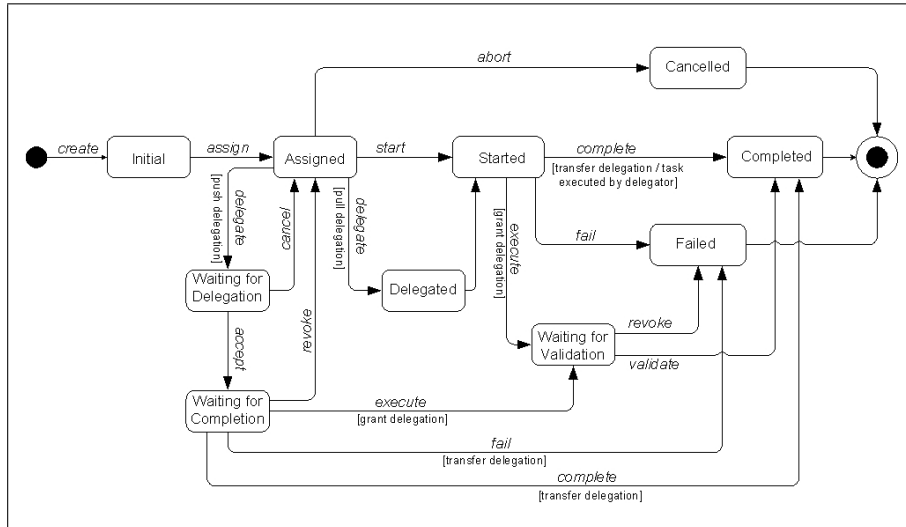 abort
Cancelled
create
Initial
assign
Assigned
start
Started
complete
[transfer delegation / task
executed by delegator]
Completed
delegate
[push delegation]
cancel
delegate
[pull delegation]
execute
[grant delegation]
fail
Failed
Waiting for
Delegation
Delegated
revoke
accept
Waiting for
Validation
revoke
validate
Waiting for
Completion
execute
[grant delegation]
fail
[transfer delegation]
complete
[transfer delegation]